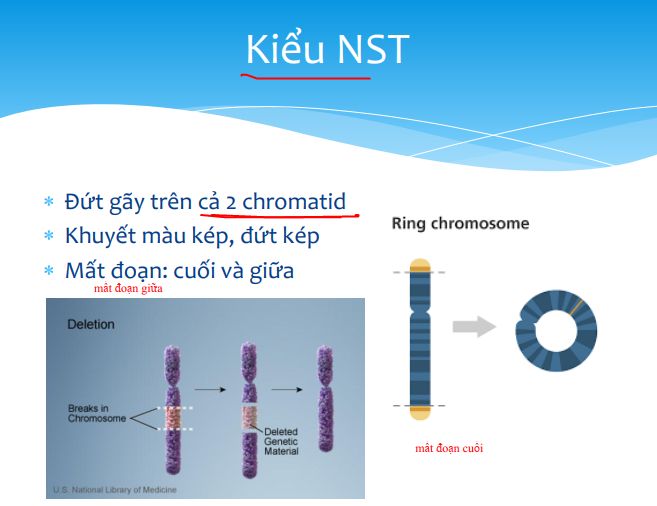 Kiểu NST
Đứt gãy trên cả 2 chromatid
Khuyết màu kép, đứt kép
Mất đoạn: cuối và giữa
mất đoạn giữa
Deletion
Breaks in
Chromosome
Deleted
Genetic
Material
U.S. National Library of Medicine
Ring chromosome
mất đoạn cuối